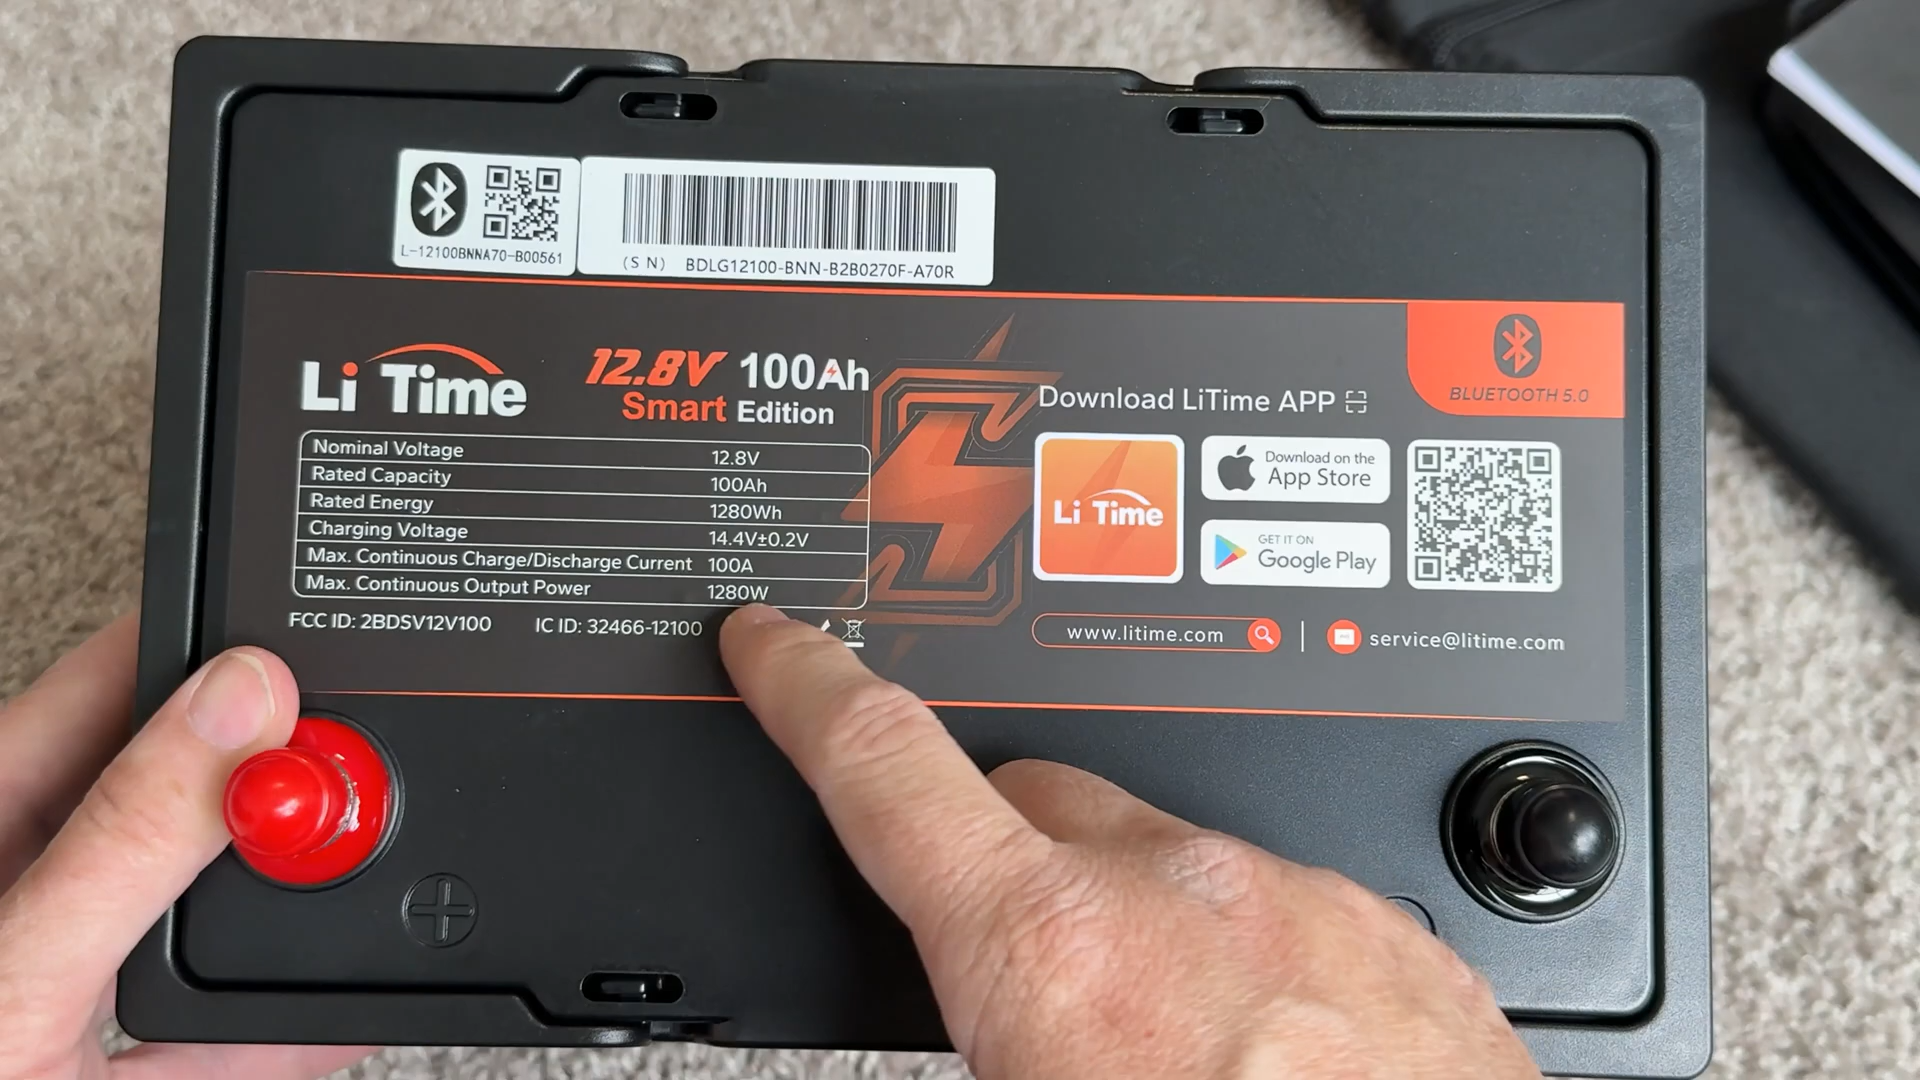 L-12100BNNA70-B00561
(SN) BDLG12100-BNN-B2B0270F-A70R
Li Time
12.8V 100Ah
Smart Edition
Nominal Voltage 12.8V
Rated Capacity 100Ah
Rated Energy 1280Wh
Charging Voltage 14.4V±0.2V
Max. Continuous Charge/Discharge Current 100A
Max. Continuous Output Power 1280W
FCC ID: 2BDSV12V100 IC ID: 32466-12100
BLUETOOTH 5.0
Download LiTime APP
Li Time
Download on the
App Store
GET IT ON
Google Play
www.litime.com | service@litime.com